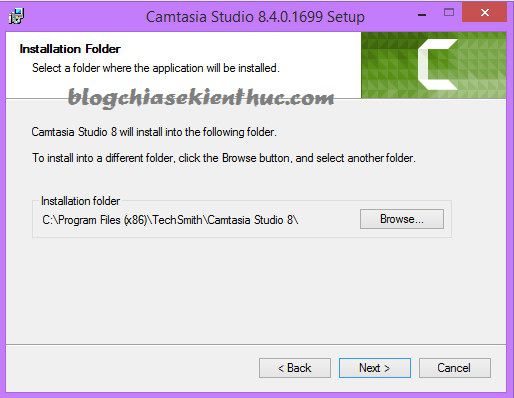 Camtasia Studio 8.4.0.1699 Setup
Installation Folder
Select a folder where the application will be installed.
blogchiasekienthuc.com
Camtasia Studio 8 will install into the following folder.
To install into a different folder, click the Browse button, and select another folder.
Installation folder
C:\Program Files (x86)\TechSmith\Camtasia Studio 8\
Browse...
< Back
Next >
Cancel